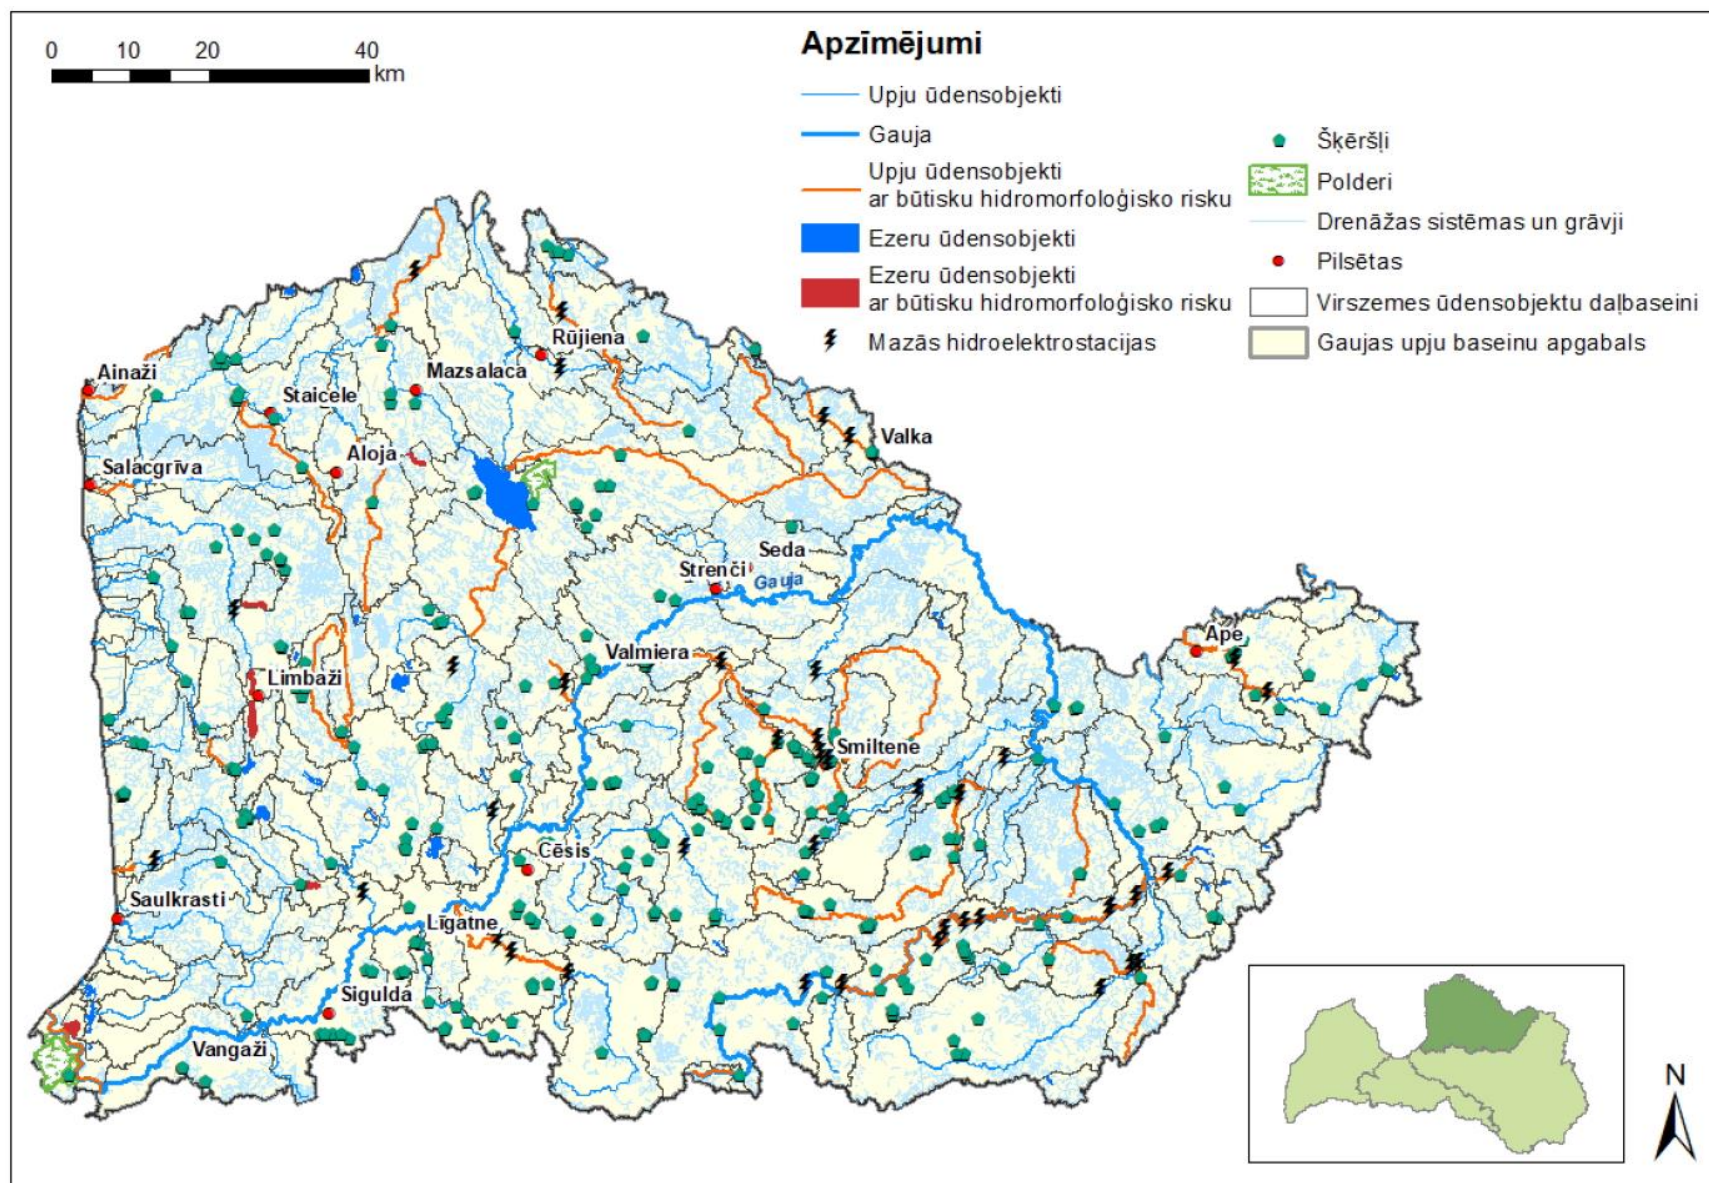 0 10 20 40
km
Apzīmējumi
Upju ūdensobjekti
Gauja
Upju ūdensobjekti
ar būtisku hidromorfoloģisko risku
Ezeru ūdensobjekti
Ezeru ūdensobjekti
ar būtisku hidromorfoloģisko risku
Mazās hidroelektrostacijas
Šķēršļi
Polderi
Drenāžas sistēmas un grāvji
Pilsētas
Virszemes ūdensobjektu daļbaseini
Gaujas upju baseinu apgabals
Rūjiena
Ainaži
Mazsalaca
Staicele
Valka
Aloja
Salacgrīva
Seda
Strenči
Gauja
Ape
Valmiera
Limbaži
Smiltene
Cēsis
Saulkrasti
Līgatne
Sigulda
Vangaži
N